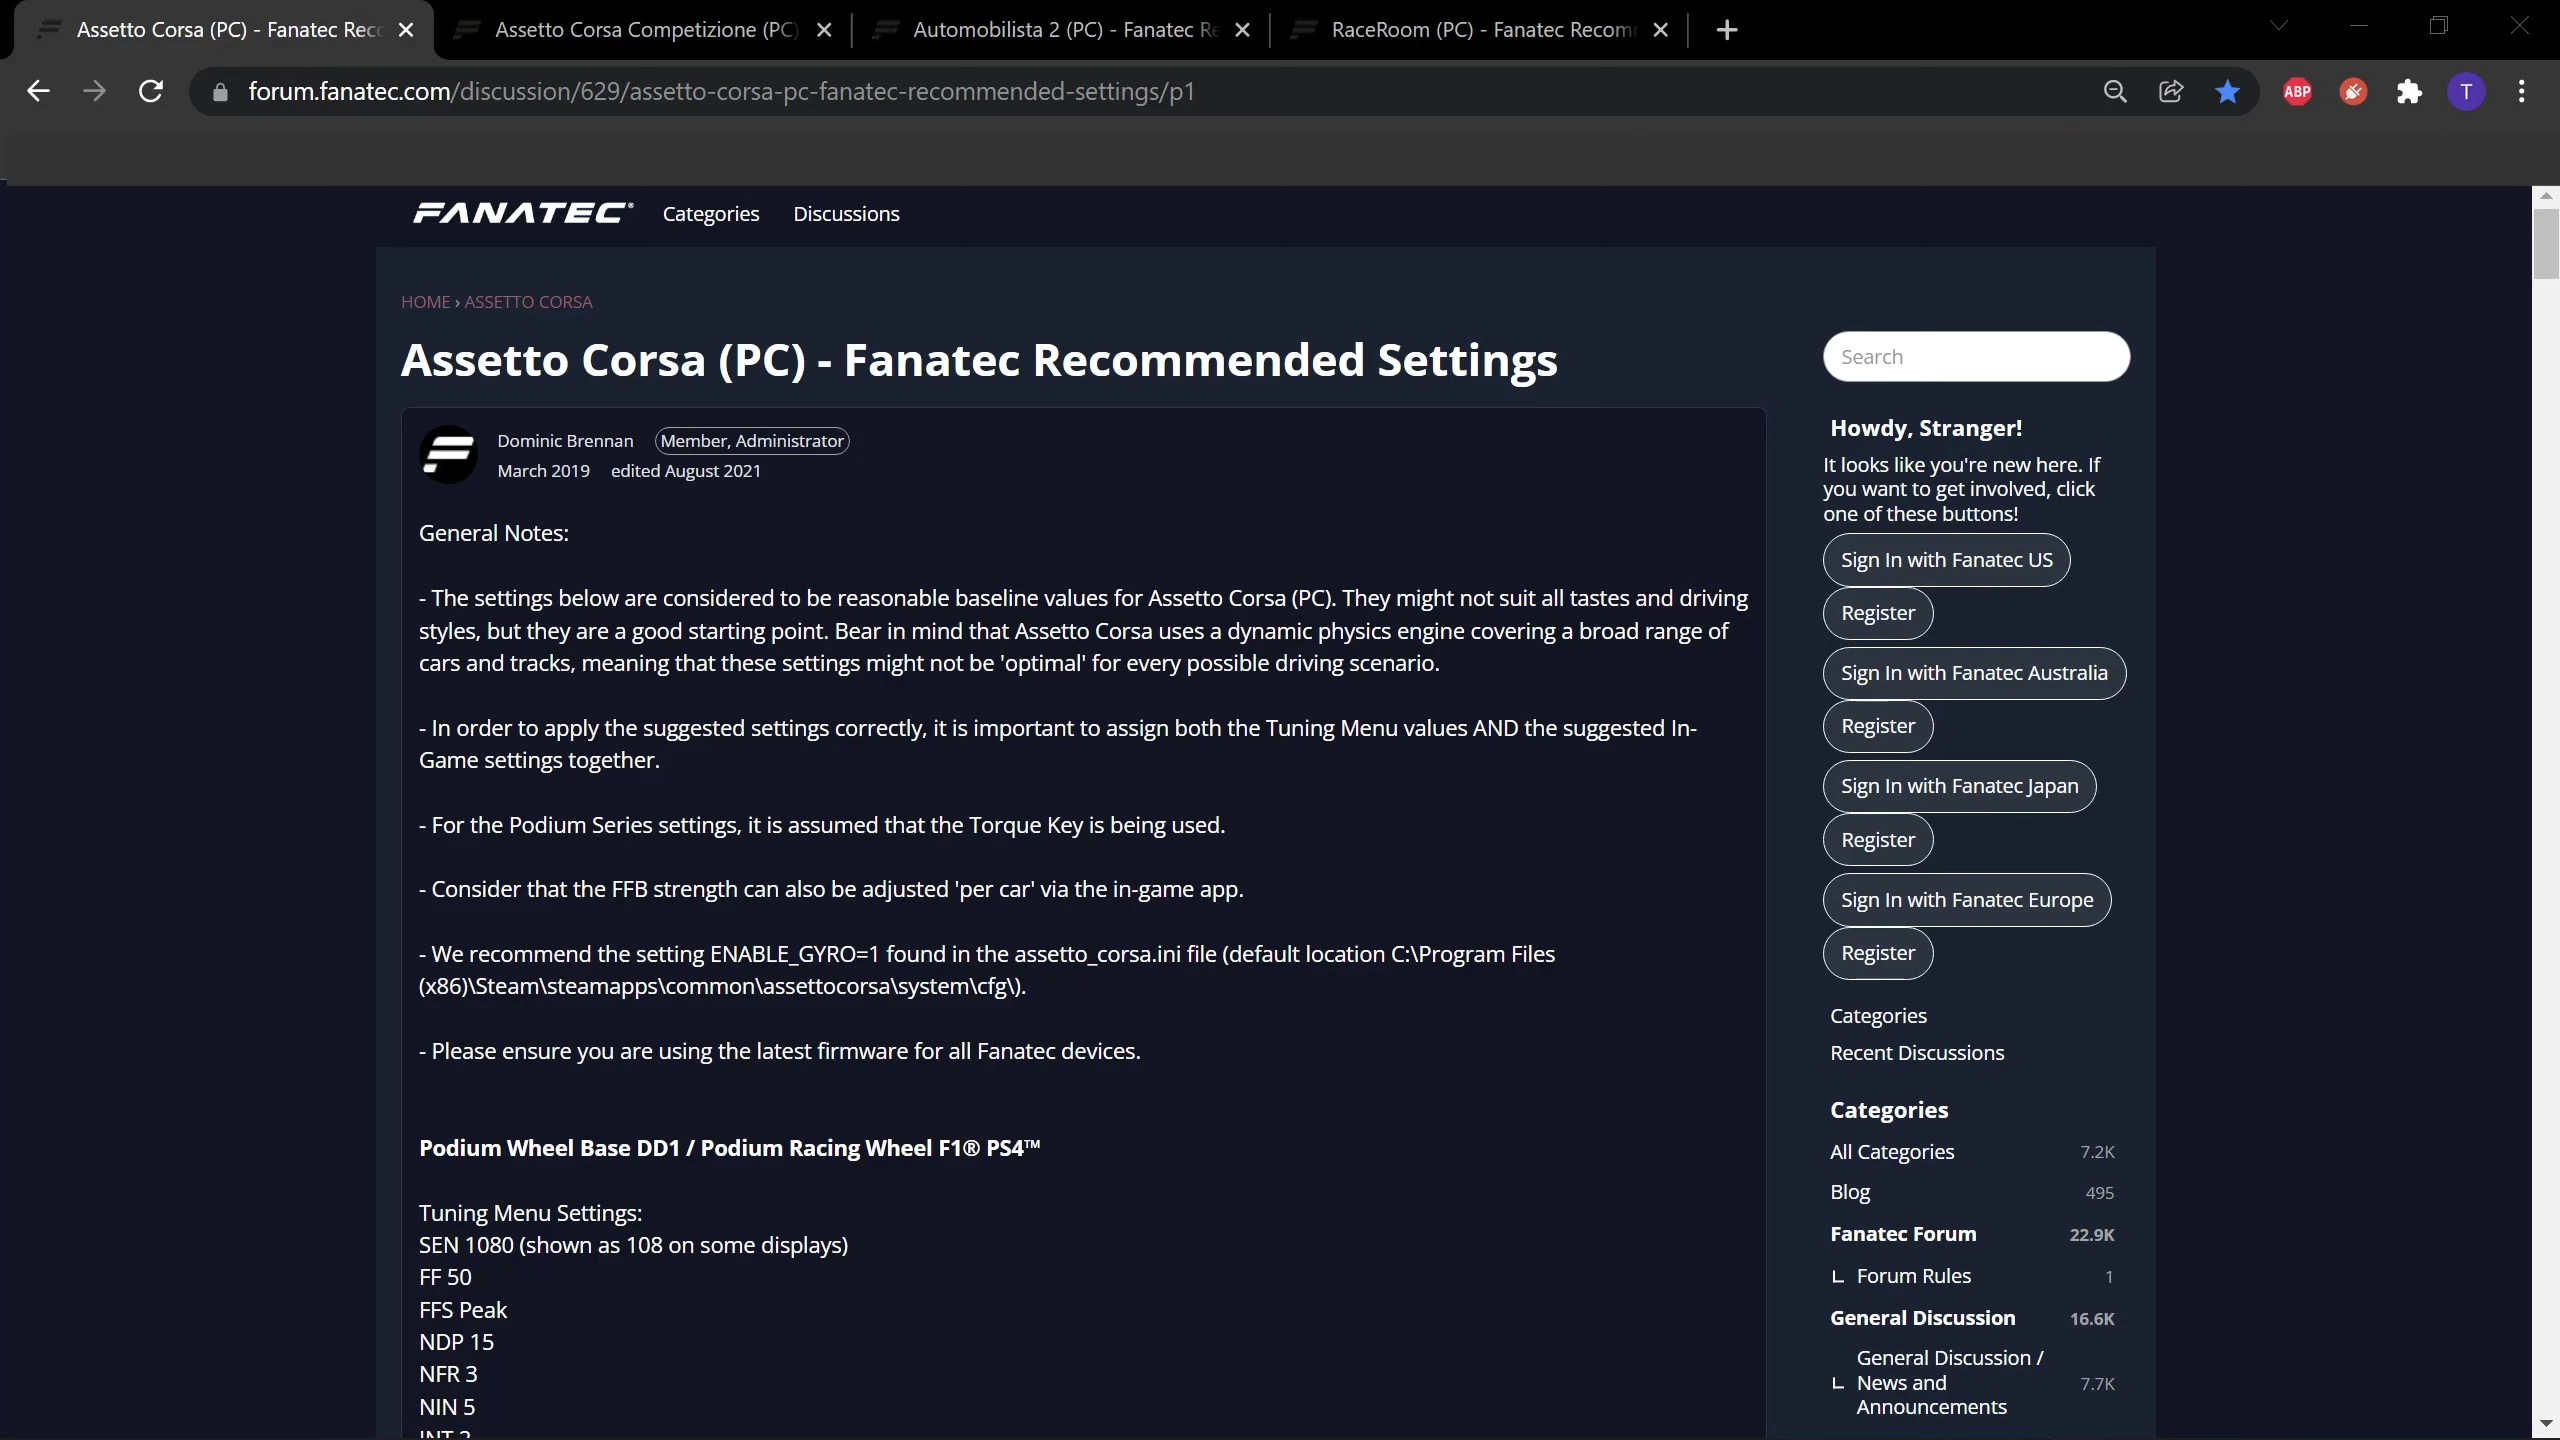 Assetto Corsa (PC) - Fanatec Reco
Assetto Corsa Competizione (PC)
Automobilista 2 (PC) - Fanatec Re
RaceRoom (PC) - Fanatec Recom
forum.fanatec.com/discussion/629/assetto-corsa-pc-fanatec-recommended-settings/p1
ABP
T
FANATEC®
Categories
Discussions
HOME › ASSETTO CORSA
Assetto Corsa (PC) - Fanatec Recommended Settings
Dominic Brennan Member, Administrator
March 2019 edited August 2021
General Notes:
- The settings below are considered to be reasonable baseline values for Assetto Corsa (PC). They might not suit all tastes and driving
styles, but they are a good starting point. Bear in mind that Assetto Corsa uses a dynamic physics engine covering a broad range of
cars and tracks, meaning that these settings might not be 'optimal' for every possible driving scenario.
- In order to apply the suggested settings correctly, it is important to assign both the Tuning Menu values AND the suggested In-
Game settings together.
- For the Podium Series settings, it is assumed that the Torque Key is being used.
- Consider that the FFB strength can also be adjusted 'per car' via the in-game app.
- We recommend the setting ENABLE_GYRO=1 found in the assetto_corsa.ini file (default location C:\Program Files
(x86)\Steam\steamapps\common\assettocorsa\system\cfg\).
- Please ensure you are using the latest firmware for all Fanatec devices.
Podium Wheel Base DD1 / Podium Racing Wheel F1® PS4™
Tuning Menu Settings:
SEN 1080 (shown as 108 on some displays)
FF 50
FFS Peak
NDP 15
NFR 3
NIN 5
Search
Howdy, Stranger!
It looks like you're new here. If
you want to get involved, click
one of these buttons!
Sign In with Fanatec US
Register
Sign In with Fanatec Australia
Register
Sign In with Fanatec Japan
Register
Sign In with Fanatec Europe
Register
Categories
Recent Discussions
Categories
All Categories 7.2K
Blog 495
Fanatec Forum 22.9K
Forum Rules 1
General Discussion 16.6K
General Discussion /
News and 7.7K
Announcements